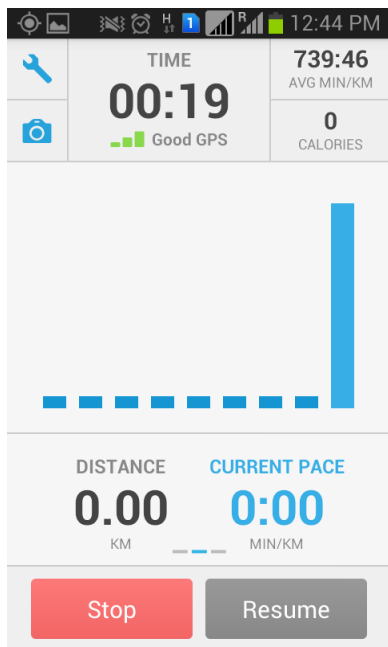 H R 12:44 PM
1
TIME
00:19
Good GPS
739:46
AVG MIN/KM
0
CALORIES
DISTANCE
0.00
KM
CURRENT PACE
0:00
MIN/KM
Stop
Resume